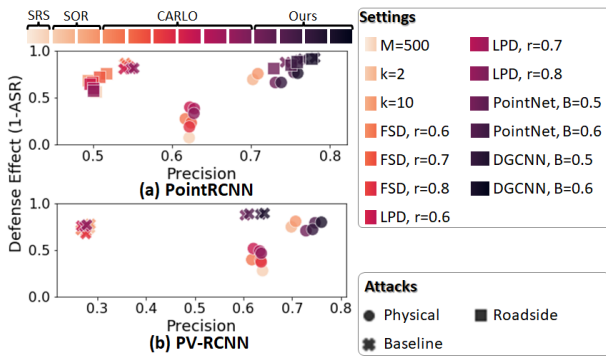 SRS SOR CARLO Ours
Defense Effect (1-ASR)
1.0
0.5
0.0
0.5 0.6 0.7 0.8
Precision
(a) PointRCNN
1.0
0.5
0.0
0.3 0.4 0.5 0.6 0.7 0.8
Precision
(b) PV-RCNN
Settings
M=500
k=2
k=10
FSD, r=0.6
FSD, r=0.7
FSD, r=0.8
LPD, r=0.6
LPD, r=0.7
LPD, r=0.8
PointNet, B=0.5
PointNet, B=0.6
DGCNN, B=0.5
DGCNN, B=0.6
Attacks
Physical Roadside
Baseline